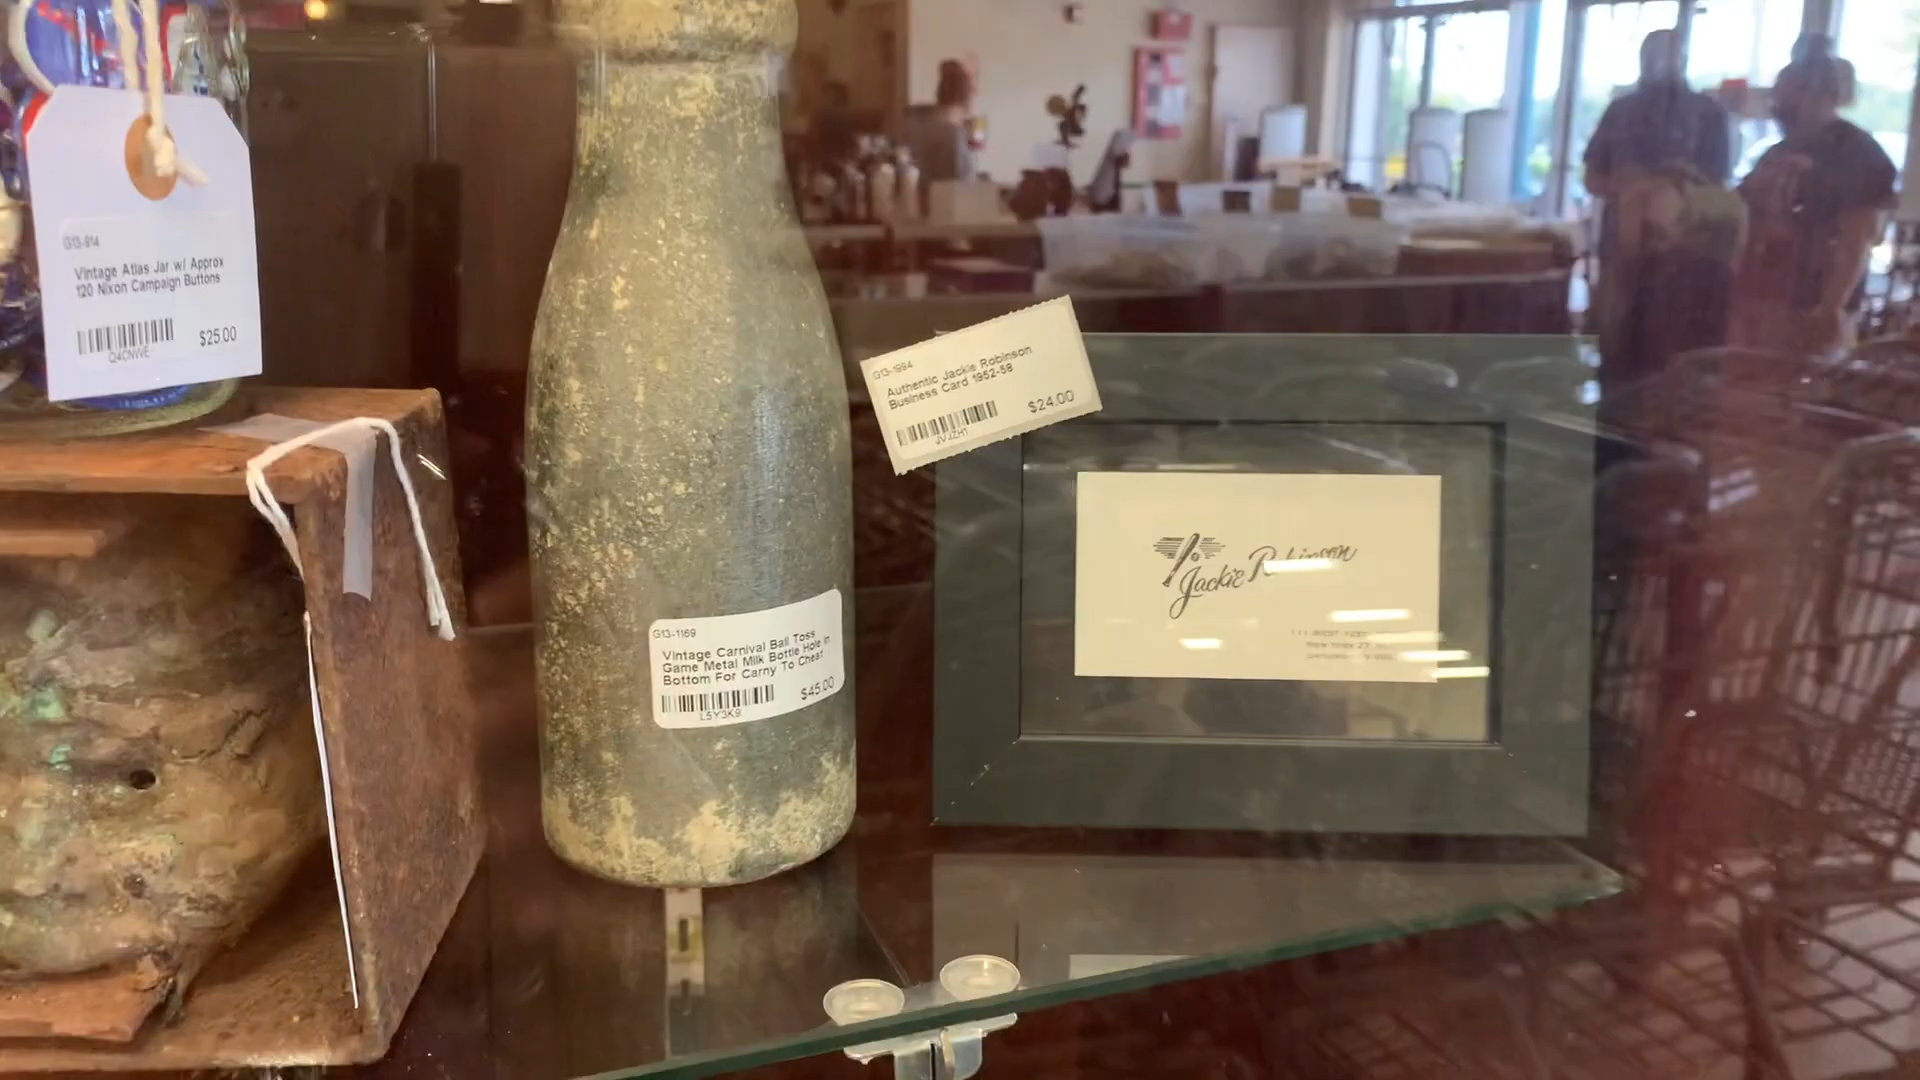 G13-814
Vintage Atlas Jar w/ Approx
120 Nixon Campaign Buttons
Q4CNWE
$25.00
G13-1994
Authentic Jackie Robinson
Business Card 1952-58
JVJZH1
$24.00
G13-1169
Vintage Carnival Ball Toss
Game Metal Milk Bottle Hole in
Bottom For Carny To Cheat
L5Y3K9
$45.00
Jackie Robinson